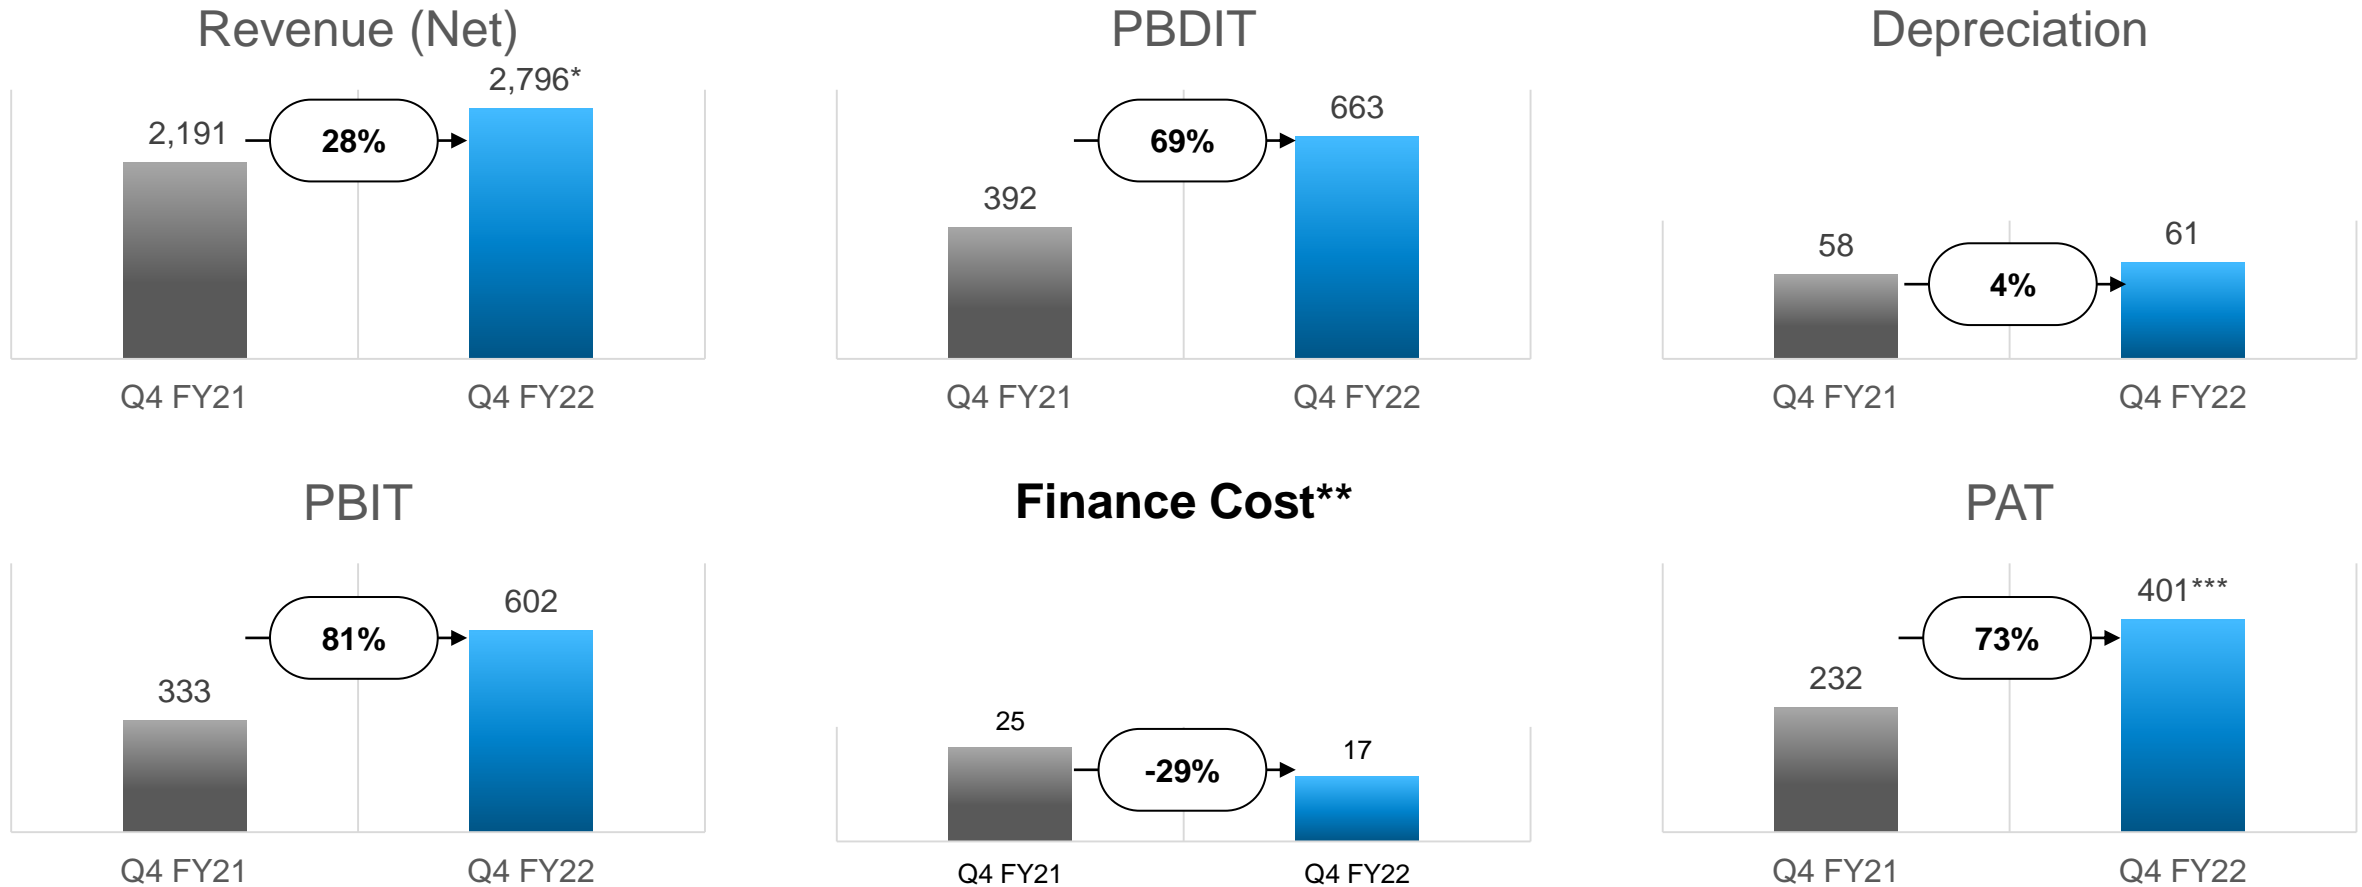 Revenue (Net)
2,191
28%
2,796*
Q4 FY21
Q4 FY22
PBDIT
392
69%
663
Q4 FY21
Q4 FY22
Depreciation
58
4%
61
Q4 FY21
Q4 FY22
PBIT
333
81%
602
Q4 FY21
Q4 FY22
Finance Cost**
25
-29%
17
Q4 FY21
Q4 FY22
PAT
232
73%
401***
Q4 FY21
Q4 FY22